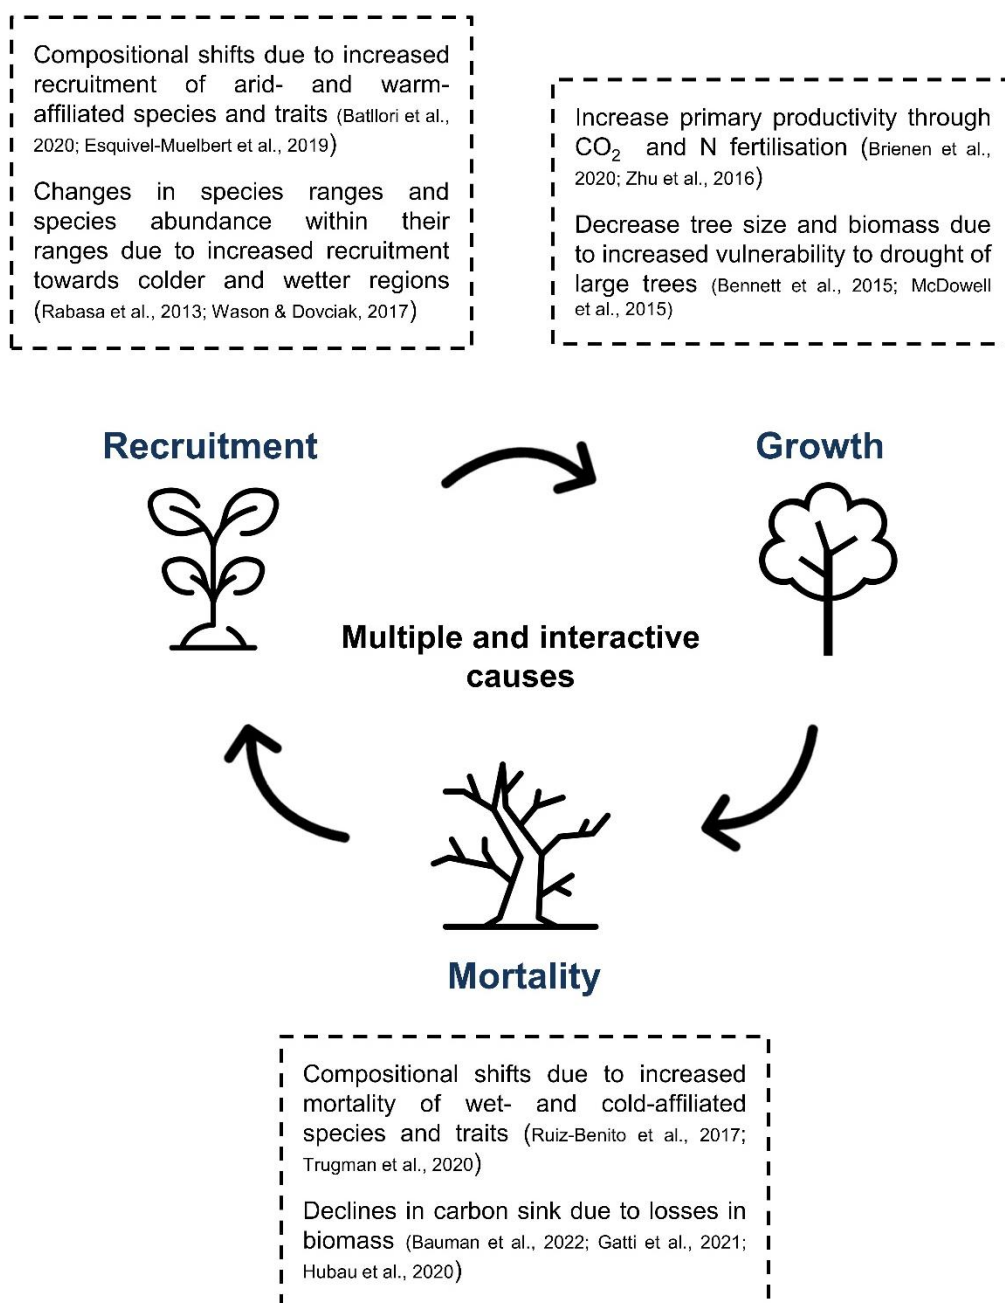 Compositional shifts due to increased
recruitment of arid- and warm-
affiliated species and traits (Batllori et al.,
2020; Esquivel-Muelbert et al., 2019)
Changes in species ranges and
species abundance within their
ranges due to increased recruitment
towards colder and wetter regions
(Rabasa et al., 2013; Wason & Dovciak, 2017)
Increase primary productivity through
CO₂ and N fertilisation (Brienen et al.,
2020; Zhu et al., 2016)
Decrease tree size and biomass due
to increased vulnerability to drought of
large trees (Bennett et al., 2015; McDowell
et al., 2015)
Recruitment
Growth
Multiple and interactive
causes
Mortality
Compositional shifts due to increased
mortality of wet- and cold-affiliated
species and traits (Ruiz-Benito et al., 2017;
Trugman et al., 2020)
Declines in carbon sink due to losses in
biomass (Bauman et al., 2022; Gatti et al., 2021;
Hubau et al., 2020)